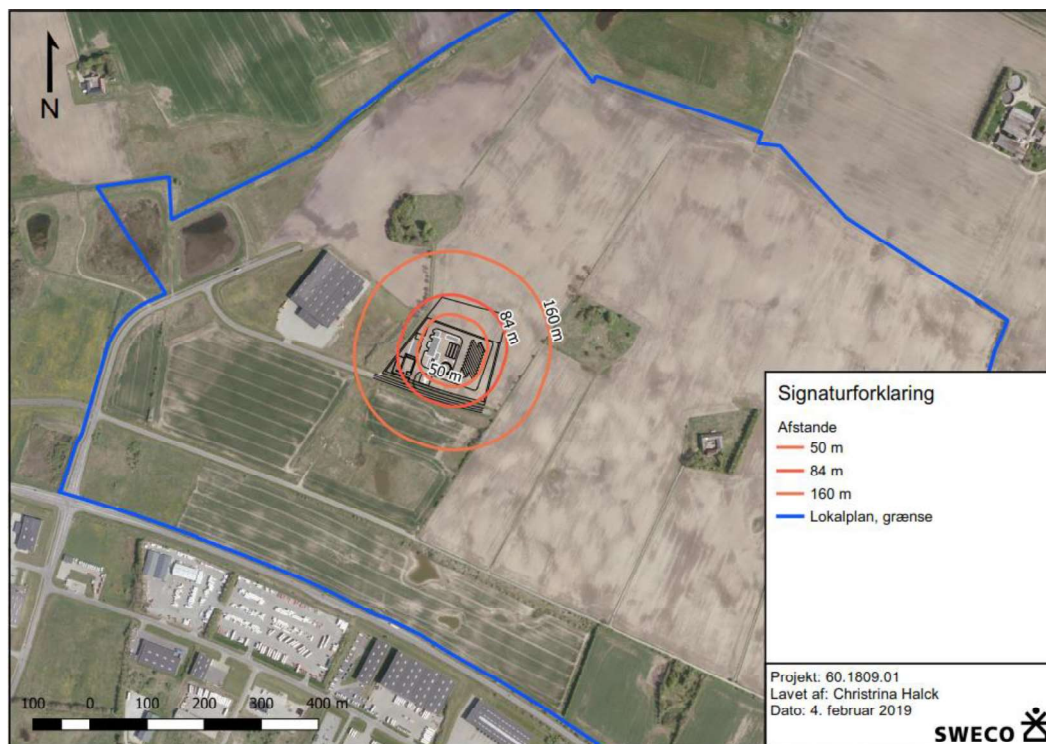 N
160 m
84 m
50 m
Signaturforklaring
Afstande
50 m
84 m
160 m
Lokalplan, grænse
100 0 100 200 300 400 m
Projekt: 60.1809.01
Lavet af: Christrina Halck
Dato: 4. februar 2019
SWECO